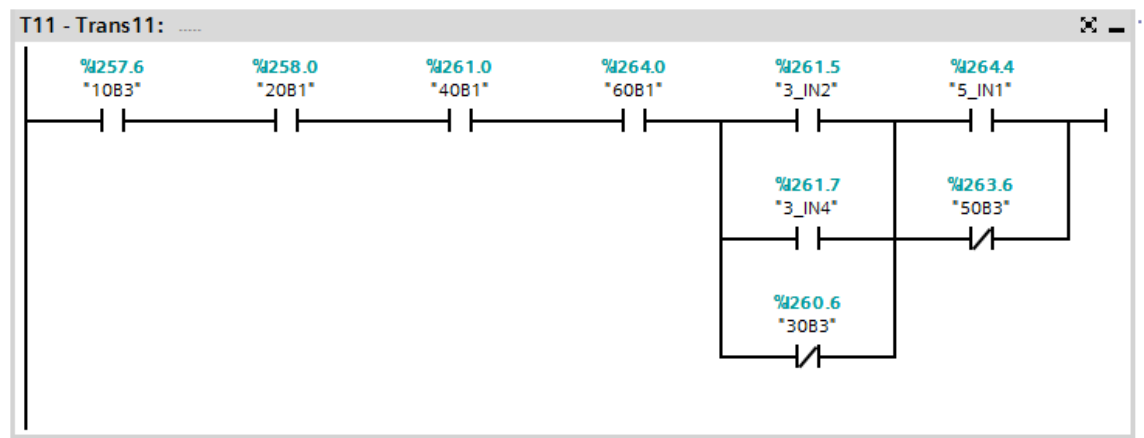 T11 - Trans11: .....
%I257.6 %I258.0 %I261.0 %I264.0 %I261.5 %I264.4
"10B3" "20B1" "40B1" "60B1" "3_IN2" "5_IN1"
%I261.7 %I263.6
"3_IN4" "50B3"
%I260.6
"30B3"